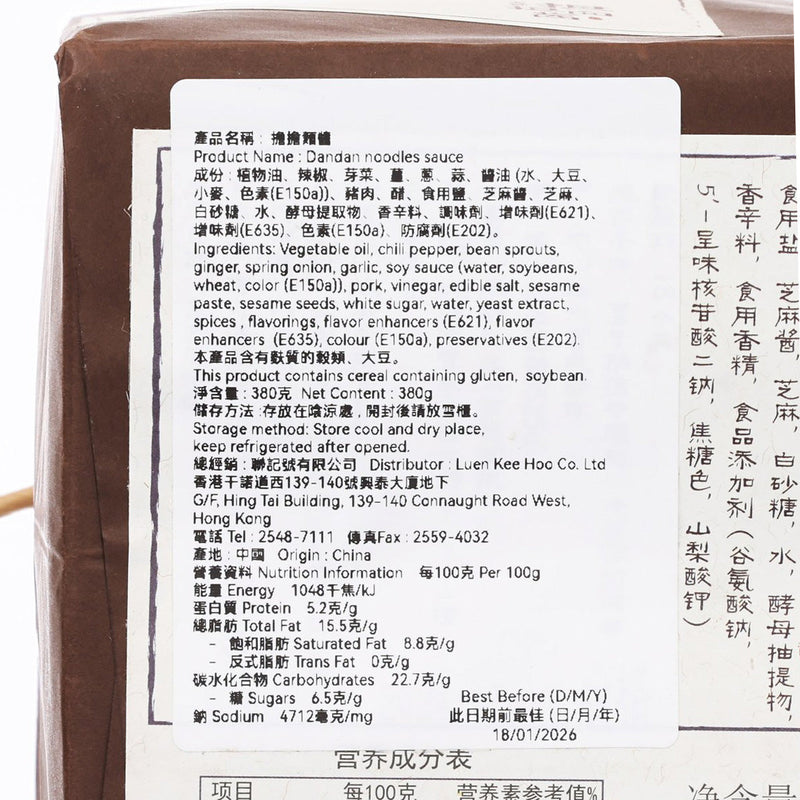 產品名稱：擔擔麵醬
Product Name : Dandan noodles sauce
成份：植物油、辣椒、芽菜、薑、蔥、蒜、醬油 (水、大豆、
小麥、色素(E150a))、豬肉、醋、食用鹽、芝麻醬、芝麻、
白砂糖、水、酵母提取物、香辛料、調味劑、增味劑(E621)、
增味劑(E635)、色素(E150a)、防腐劑(E202)。
Ingredients: Vegetable oil, chili pepper, bean sprouts,
ginger, spring onion, garlic, soy sauce (water, soybeans,
wheat, color (E150a)), pork, vinegar, edible salt, sesame
paste, sesame seeds, white sugar, water, yeast extract,
spices , flavorings, flavor enhancers (E621), flavor
enhancers (E635), colour (E150a), preservatives (E202).
本產品含有麩質的穀類、大豆。
This product contains cereal containing gluten, soybean.
淨含量 : 380克 Net Content : 380g
儲存方法 :存放在陰涼處 , 開封後請放雪櫃。
Storage method: Store cool and dry place,
keep refrigerated after opened.
總經銷 : 聯記號有限公司 Distributor : Luen Kee Hoo Co. Ltd
香港干諾道西139-140號興泰大廈地下
G/F, Hing Tai Building, 139-140 Connaught Road West,
Hong Kong
電話 Tel : 2548-7111 傳真Fax : 2559-4032
產地 : 中國 Origin : China
營養資料 Nutrition Information 每100克 Per 100g
能量 Energy 1048千焦/kJ
蛋白質 Protein 5.2克/g
總脂肪 Total Fat 15.5克/g
- 飽和脂肪 Saturated Fat 8.8克/g
- 反式脂肪 Trans Fat 0克/g
碳水化合物 Carbohydrates 22.7克/g
- 糖 Sugars 6.5克/g
鈉 Sodium 4712毫克/mg
Best Before (D/M/Y)
此日期前最佳 (日/月/年)
18/01/2026
食用盐，芝麻酱，芝麻，白砂糖，水，酵母抽提物，
香辛料，食用香精，食品添加剂（谷氨酸钠，
5'-呈味核苷酸二钠，焦糖色，山梨酸钾）
营养成分表
项目 每100克 营养素参考值%
净含量